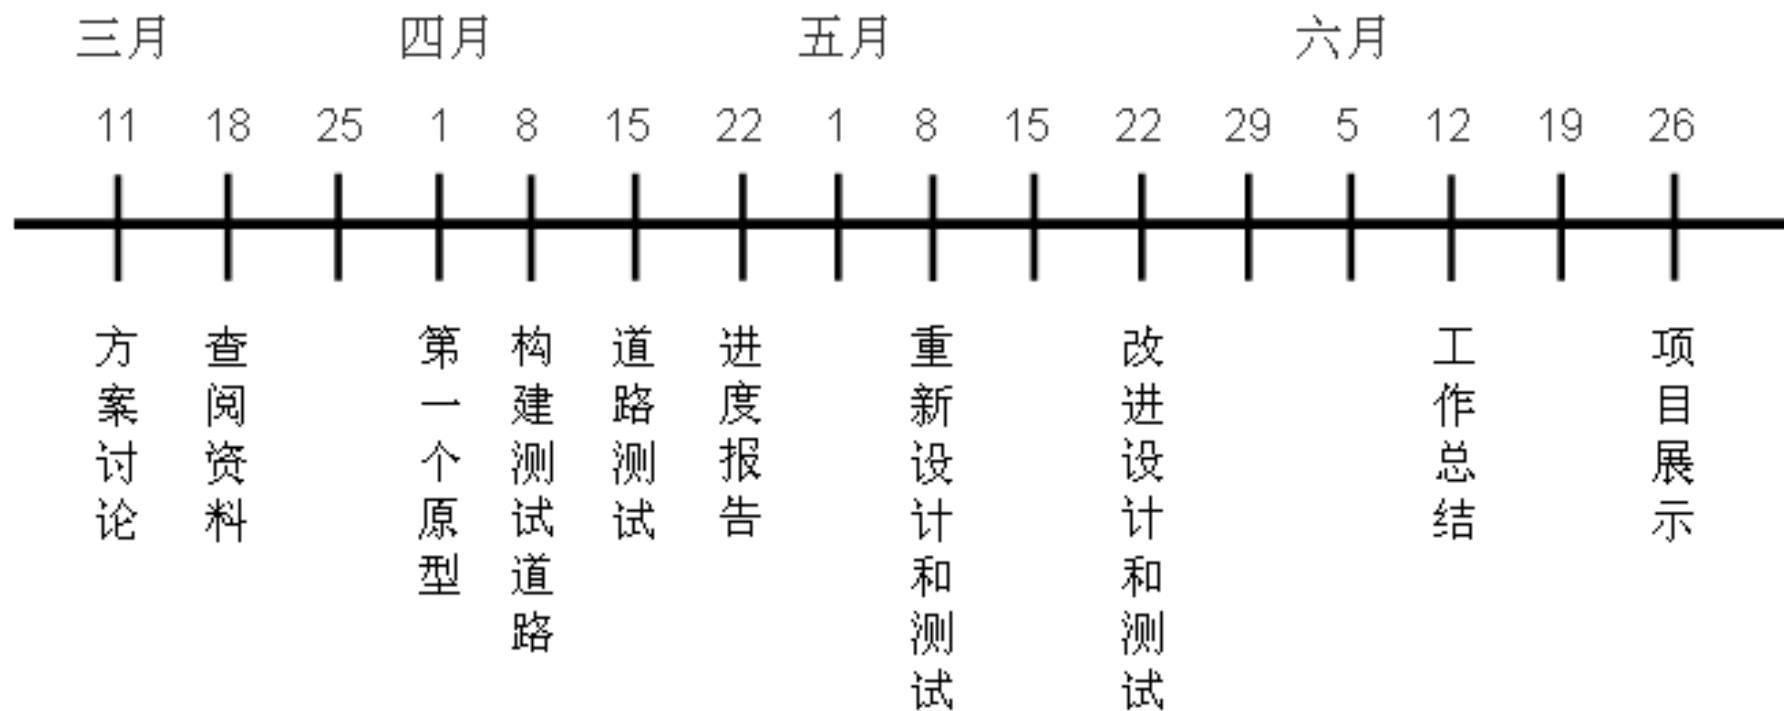 三月 四月 五月 六月
11 18 25 1 8 15 22 1 8 15 22 29 5 12 19 26
方案讨论
查阅资料
第一个原型
构建测试道路
道路测试
进度报告
重新设计和测试
改进设计和测试
工作总结
项目展示